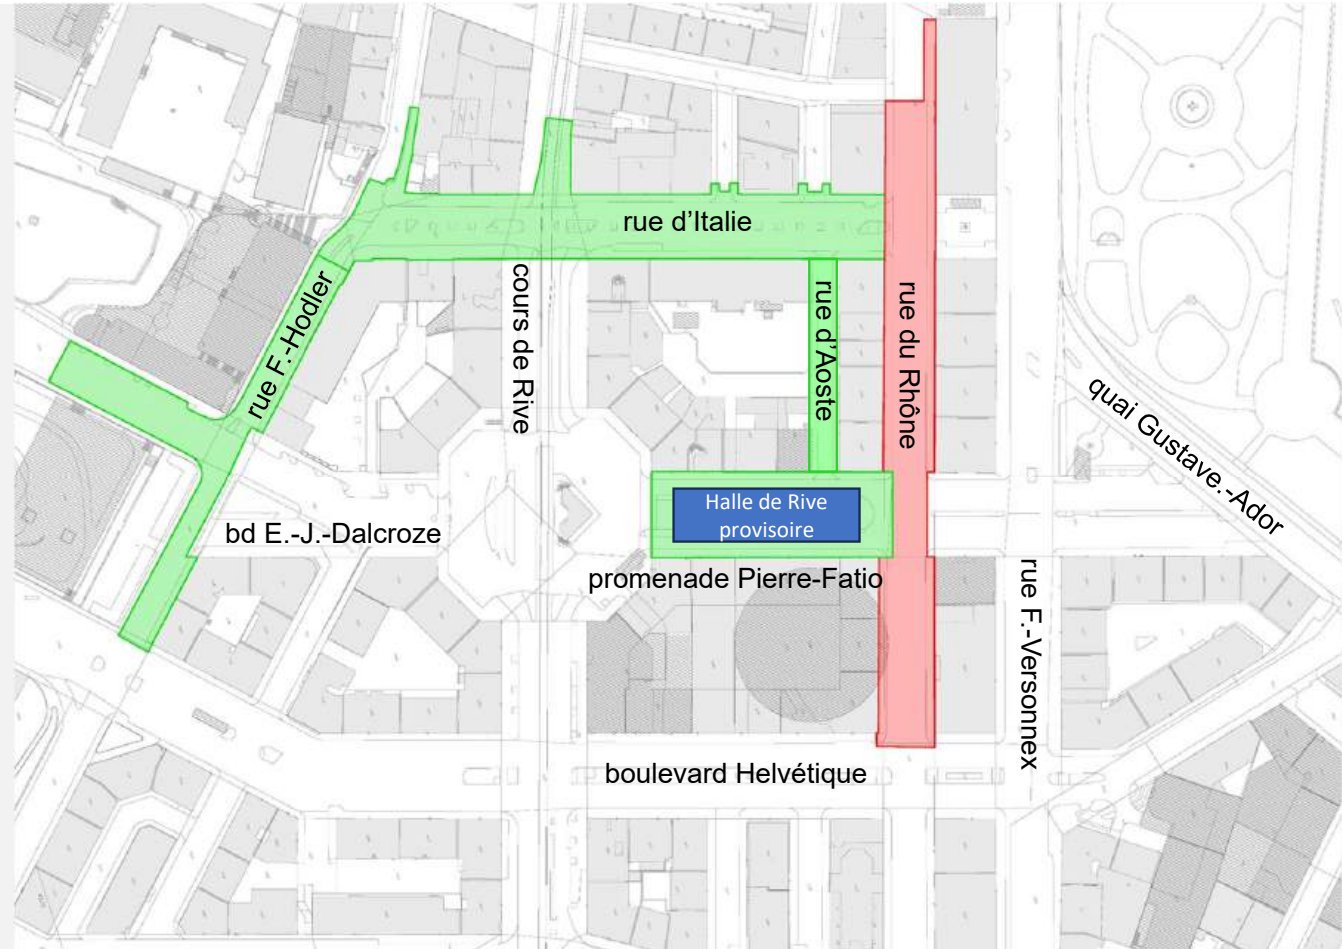 rue d’Italie
rue F.-Hodler
cours de Rive
rue d’Aoste
rue du Rhône
quai Gustave.-Ador
Halle de Rive
provisoire
bd E.-J.-Dalcroze
promenade Pierre-Fatio
rue F.-Versonnex
boulevard Helvétique